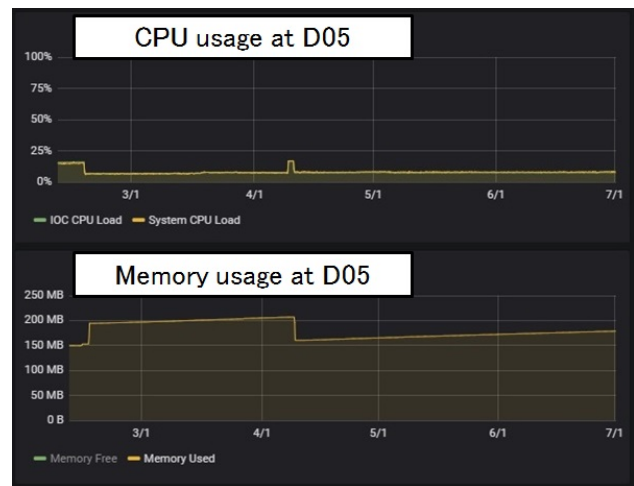 CPU usage at D05
100%
75%
50%
25%
0%
3/1 4/1 5/1 6/1 7/1
IOC CPU Load System CPU Load
Memory usage at D05
250 MB
200 MB
150 MB
100 MB
50 MB
0 B
3/1 4/1 5/1 6/1 7/1
Memory Free Memory Used